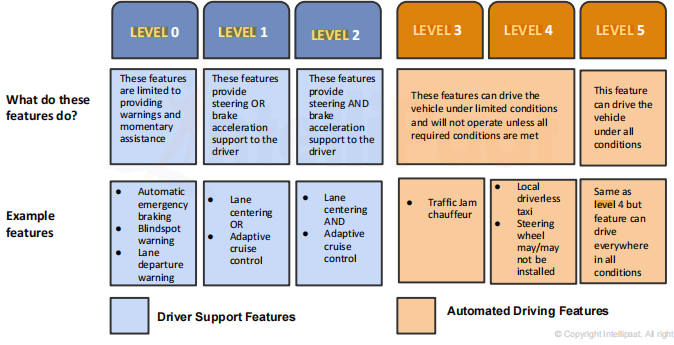 LEVEL 0
LEVEL 1
LEVEL 2
LEVEL 3
LEVEL 4
LEVEL 5
What do these
features do?
These features
are limited to
providing
warnings and
momentary
assistance
These features
provide
steering OR
brake
acceleration
support to the
driver
These features
provide
steering AND
brake
acceleration
support to the
driver
These features can drive the
vehicle under limited conditions
and will not operate unless all
required conditions are met
This feature
can drive the
vehicle
under all
conditions
Example
features
● Automatic
emergency
braking
● Blindspot
warning
● Lane
departure
warning
● Lane
centering
OR
● Adaptive
cruise
control
● Lane
centering
AND
● Adaptive
cruise
control
● Traffic Jam
chauffeur
● Local
driverless
taxi
● Steering
wheel
may/may
not be
installed
Same as
level 4 but
feature can
drive
everywhere
in all
conditions
Driver Support Features
Automated Driving Features
© Copyright Intellipaat. All right